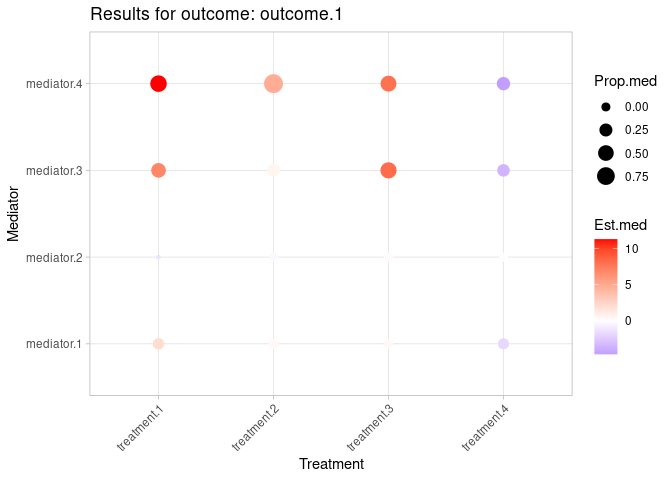 Results for outcome: outcome.1
mediator.4
mediator.3
mediator.2
mediator.1
Mediator
treatment.1
treatment.2
treatment.3
treatment.4
Treatment
Prop.med
0.00
0.25
0.50
0.75
Est.med
10
5
0